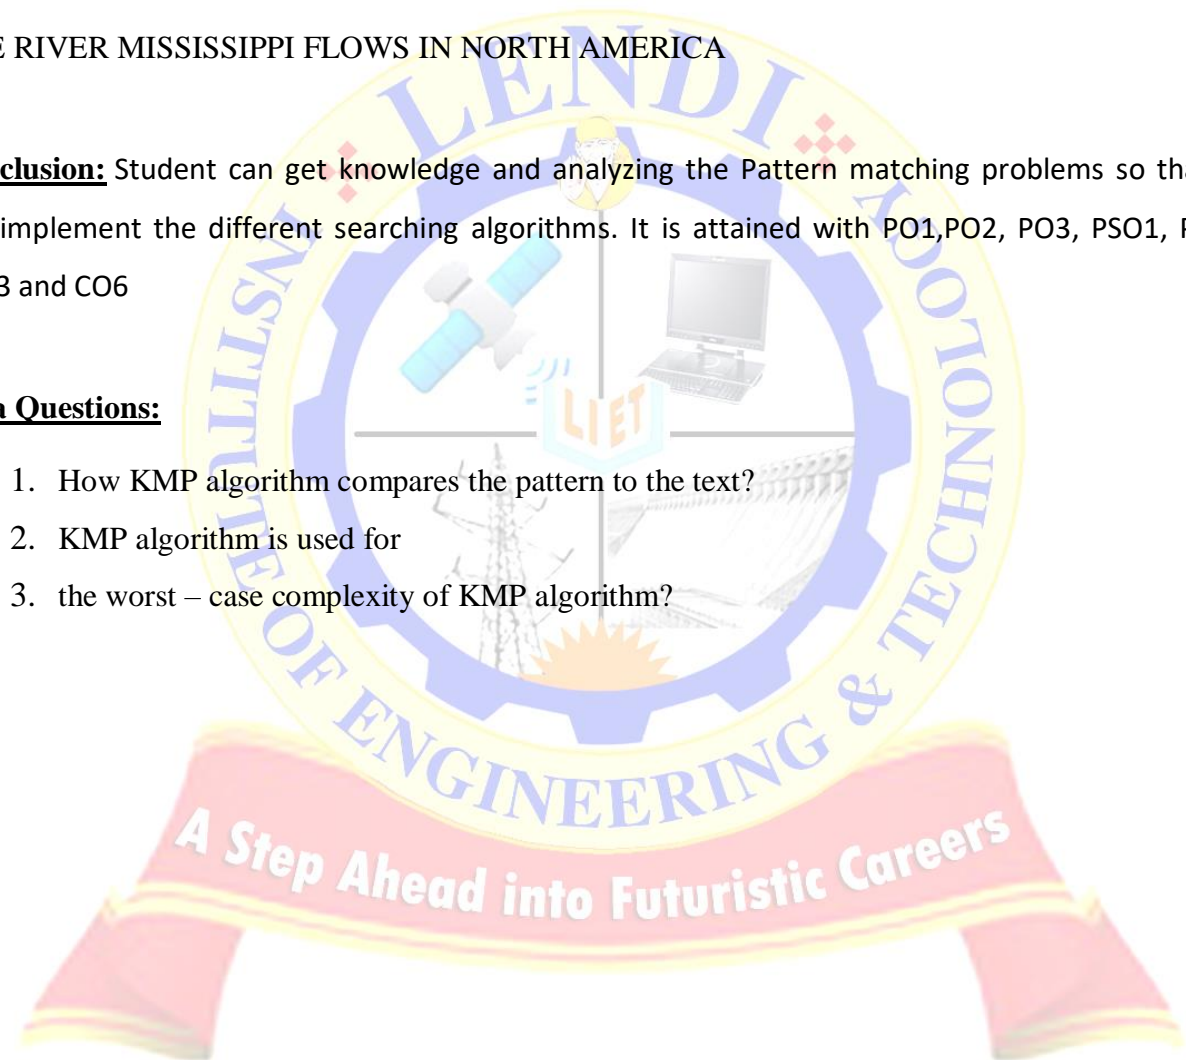 E RIVER MISSISSIPPI FLOWS IN NORTH AMERICA
clusion: Student can get knowledge and analyzing the Pattern matching problems so tha
implement the different searching algorithms. It is attained with PO1,PO2, PO3, PSO1, P
3 and CO6
a Questions:
1. How KMP algorithm compares the pattern to the text?
2. KMP algorithm is used for
3. the worst – case complexity of KMP algorithm?
LENDI
INSTITUTE OF ENGINEERING & TECHNOLOGY
LIET
A Step Ahead into Futuristic Careers